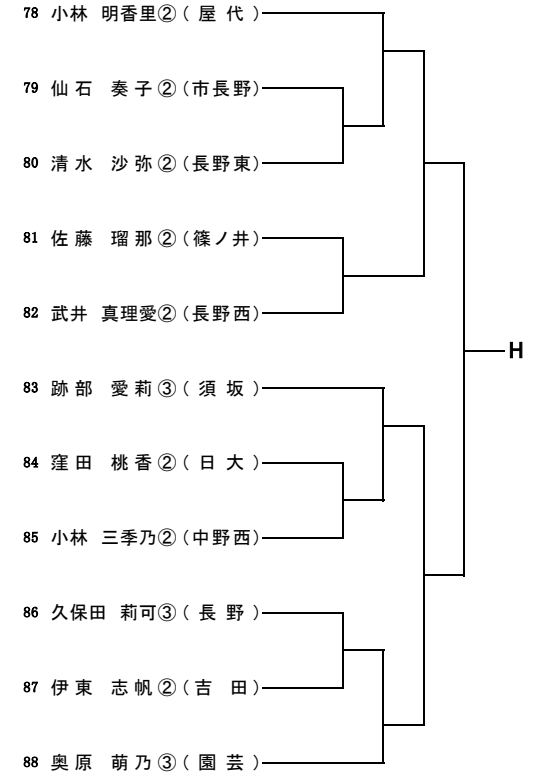 78 小林 明香里②(屋代)
79 仙石 奏子②(市長野)
80 清水 沙弥②(長野東)
81 佐藤 瑠那②(篠ノ井)
82 武井 真理愛②(長野西)
H
83 跡部 愛莉③(須坂)
84 窪田 桃香②(日大)
85 小林 三季乃②(中野西)
86 久保田 莉可③(長野)
87 伊東 志帆②(吉田)
88 奥原 萌乃③(園芸)